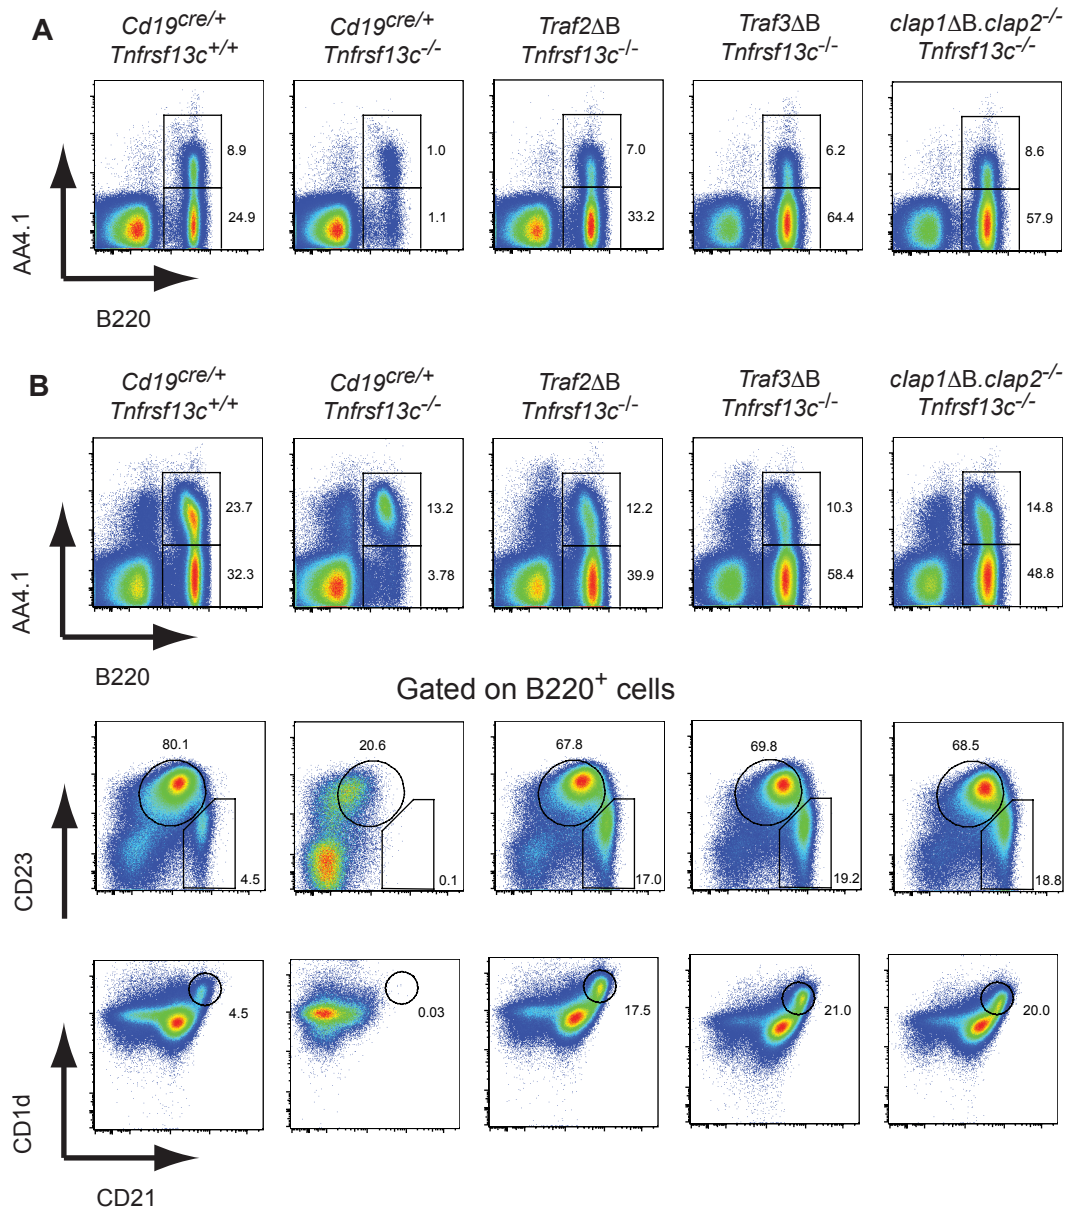 A
Cd19cre/+ Cd19cre/+ Traf2ΔB Traf3ΔB cIap1ΔB.cIap2-/-
Tnfrsf13c+/+ Tnfrsf13c-/- Tnfrsf13c-/- Tnfrsf13c-/- Tnfrsf13c-/-
8.9 1.0 7.0 6.2 8.6
24.9 1.1 33.2 64.4 57.9
AA4.1
B220
B
Cd19cre/+ Cd19cre/+ Traf2ΔB Traf3ΔB cIap1ΔB.cIap2-/-
Tnfrsf13c+/+ Tnfrsf13c-/- Tnfrsf13c-/- Tnfrsf13c-/- Tnfrsf13c-/-
23.7 13.2 12.2 10.3 14.8
32.3 3.78 39.9 58.4 48.8
AA4.1
B220
Gated on B220+ cells
80.1 20.6 67.8 69.8 68.5
4.5 0.1 17.0 19.2 18.8
CD23
4.5 0.03 17.5 21.0 20.0
CD1d
CD21